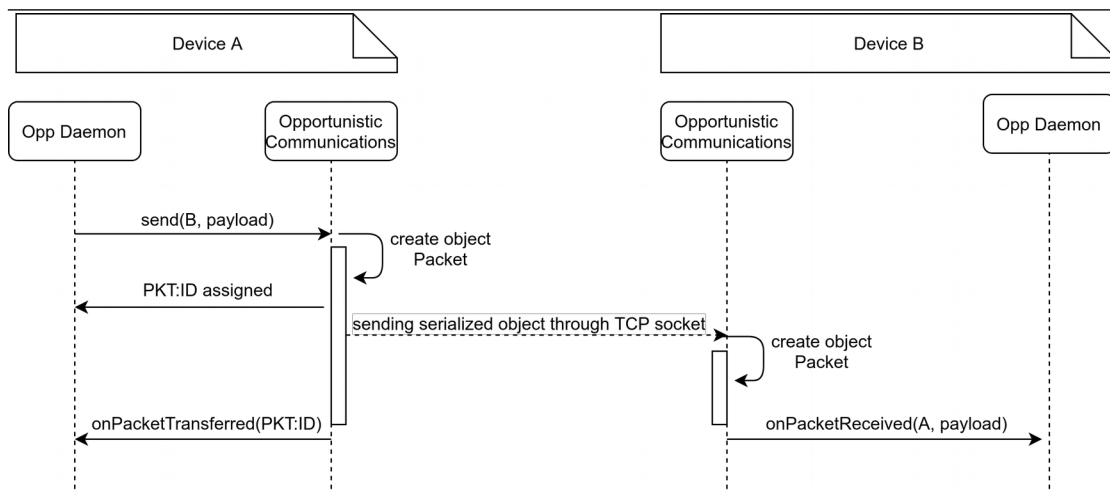 Device A
Device B
Opp Daemon
Opportunistic
Communications
Opportunistic
Communications
Opp Daemon
send(B, payload)
create object
Packet
PKT:ID assigned
sending serialized object through TCP socket
create object
Packet
onPacketTransferred(PKT:ID)
onPacketReceived(A, payload)